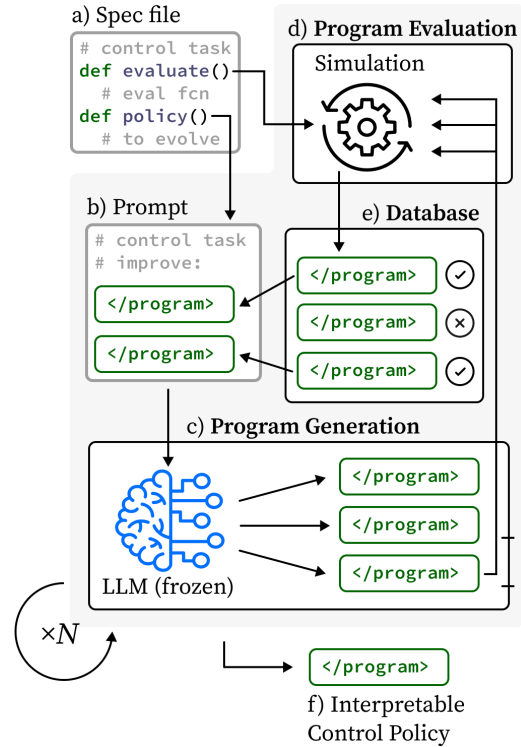 a) Spec file
# control task
def evaluate()
# eval fcn
def policy()
# to evolve
d) Program Evaluation
Simulation
b) Prompt
# control task
# improve:
</program>
</program>
e) Database
</program>
</program>
</program>
c) Program Generation
LLM (frozen)
</program>
</program>
</program>
×N
</program>
f) Interpretable
Control Policy